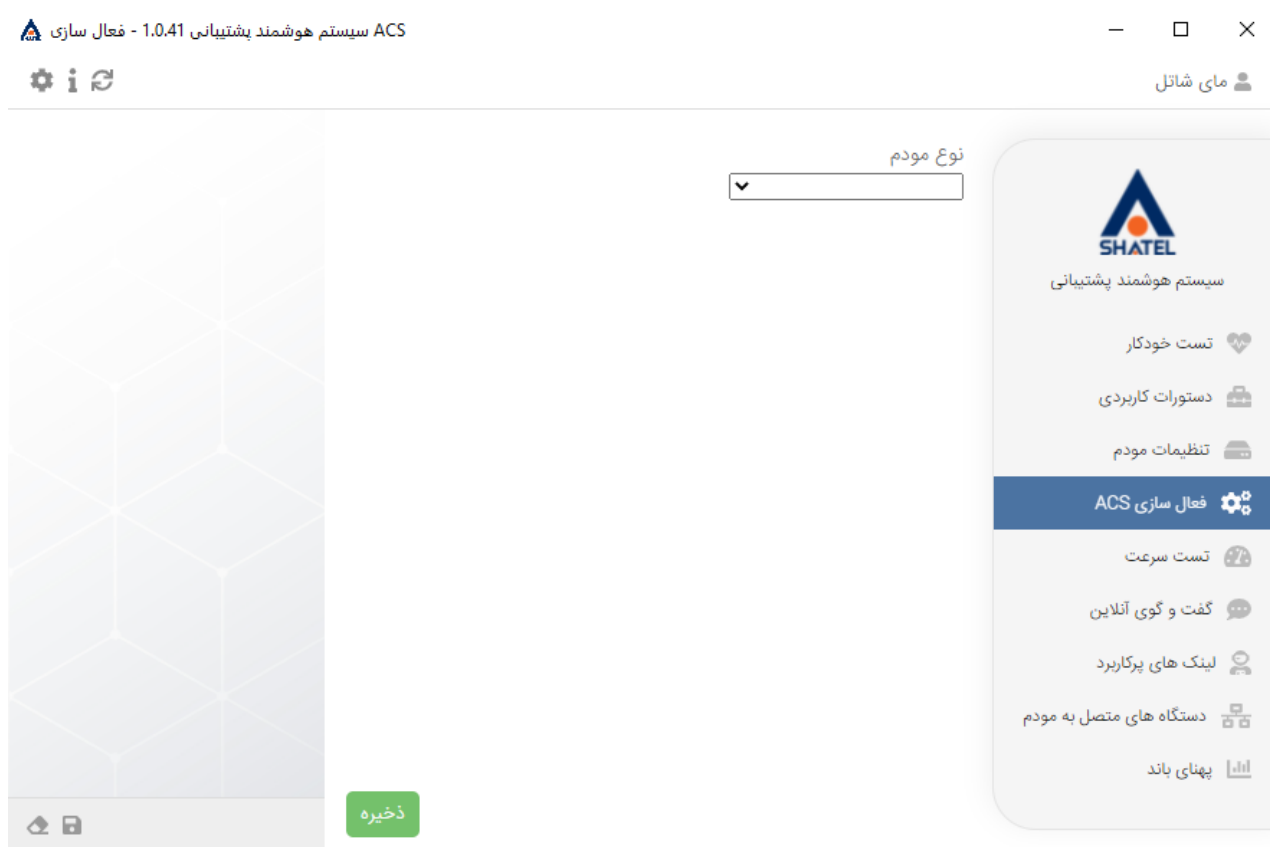 سیستم هوشمند پشتیبانی 1.0.41 - فعال سازی ACS
مای شاتل
نوع مودم
SHATEL
سیستم هوشمند پشتیبانی
تست خودکار
دستورات کاربردی
تنظیمات مودم
فعال سازی ACS
تست سرعت
گفت و گوی آنلاین
لینک های پرکاربرد
دستگاه های متصل به مودم
پهنای باند
ذخیره